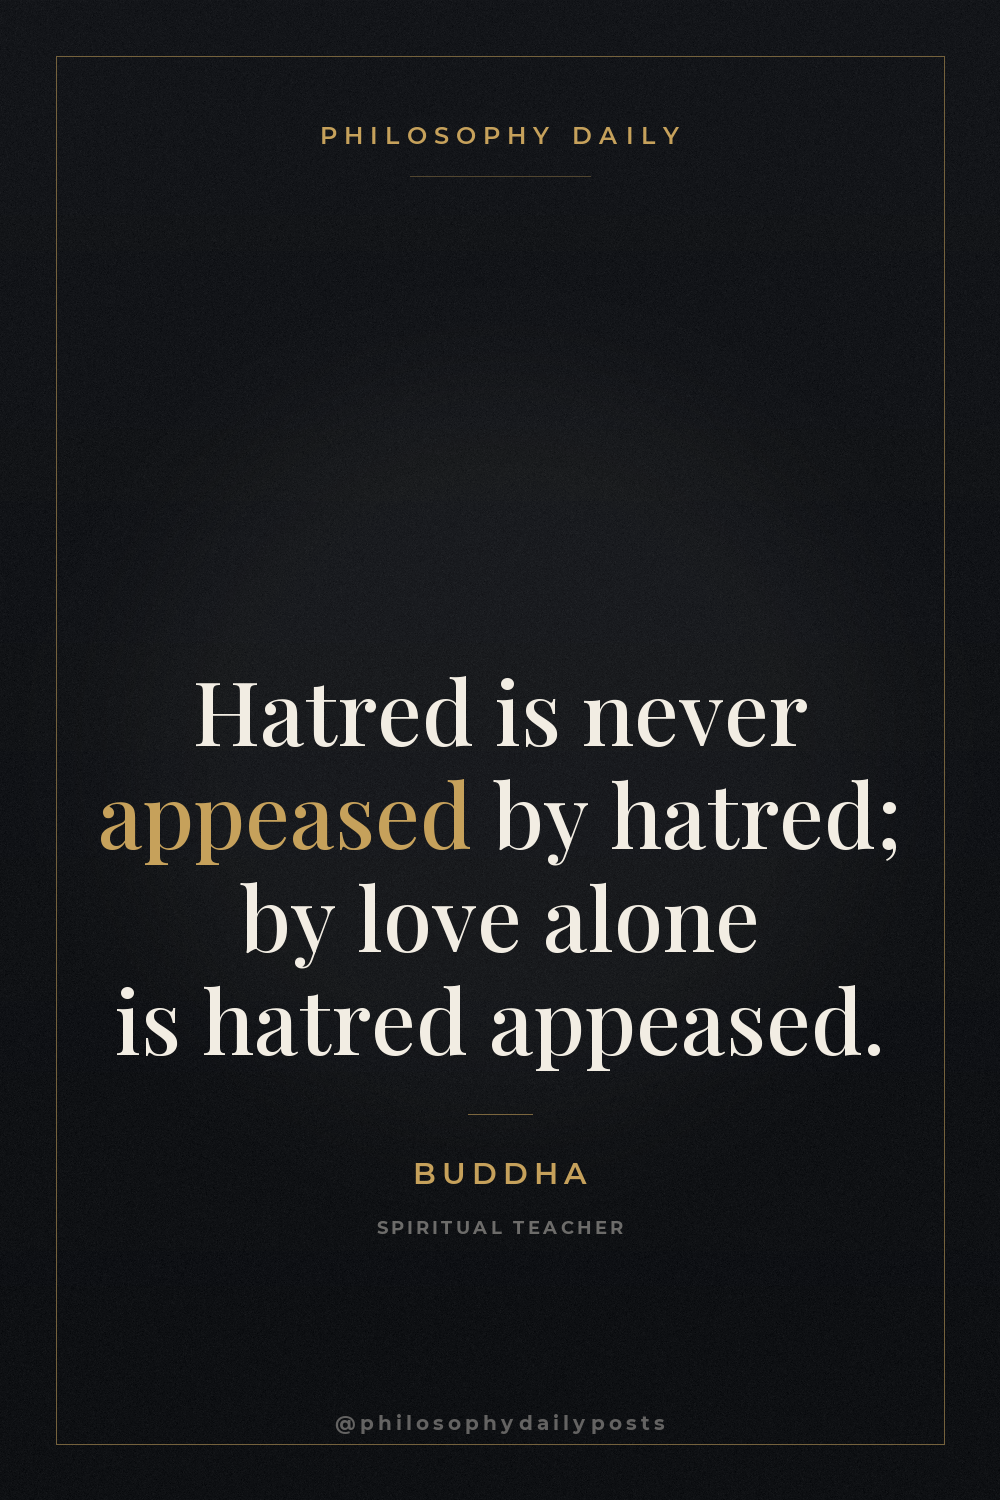 PHILOSOPHY DAILY
Hatred is never
appeased by hatred;
by love alone
is hatred appeased.
BUDDHA
SPIRITUAL TEACHER
@philosophydailyposts